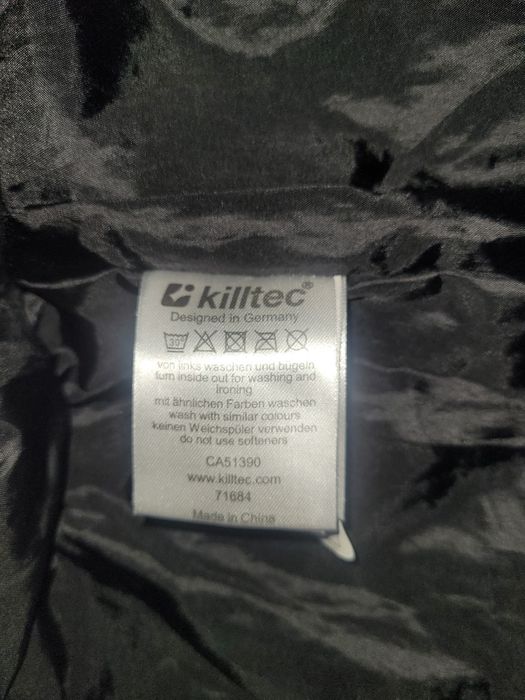 killtec®
Designed in Germany
30°
von links waschen und bügeln
turn inside out for washing and
ironing
mit ähnlichen Farben waschen
wash with similar colours
keinen Weichspüler verwenden
do not use softeners
CA51390
www.killtec.com
71684
Made in China